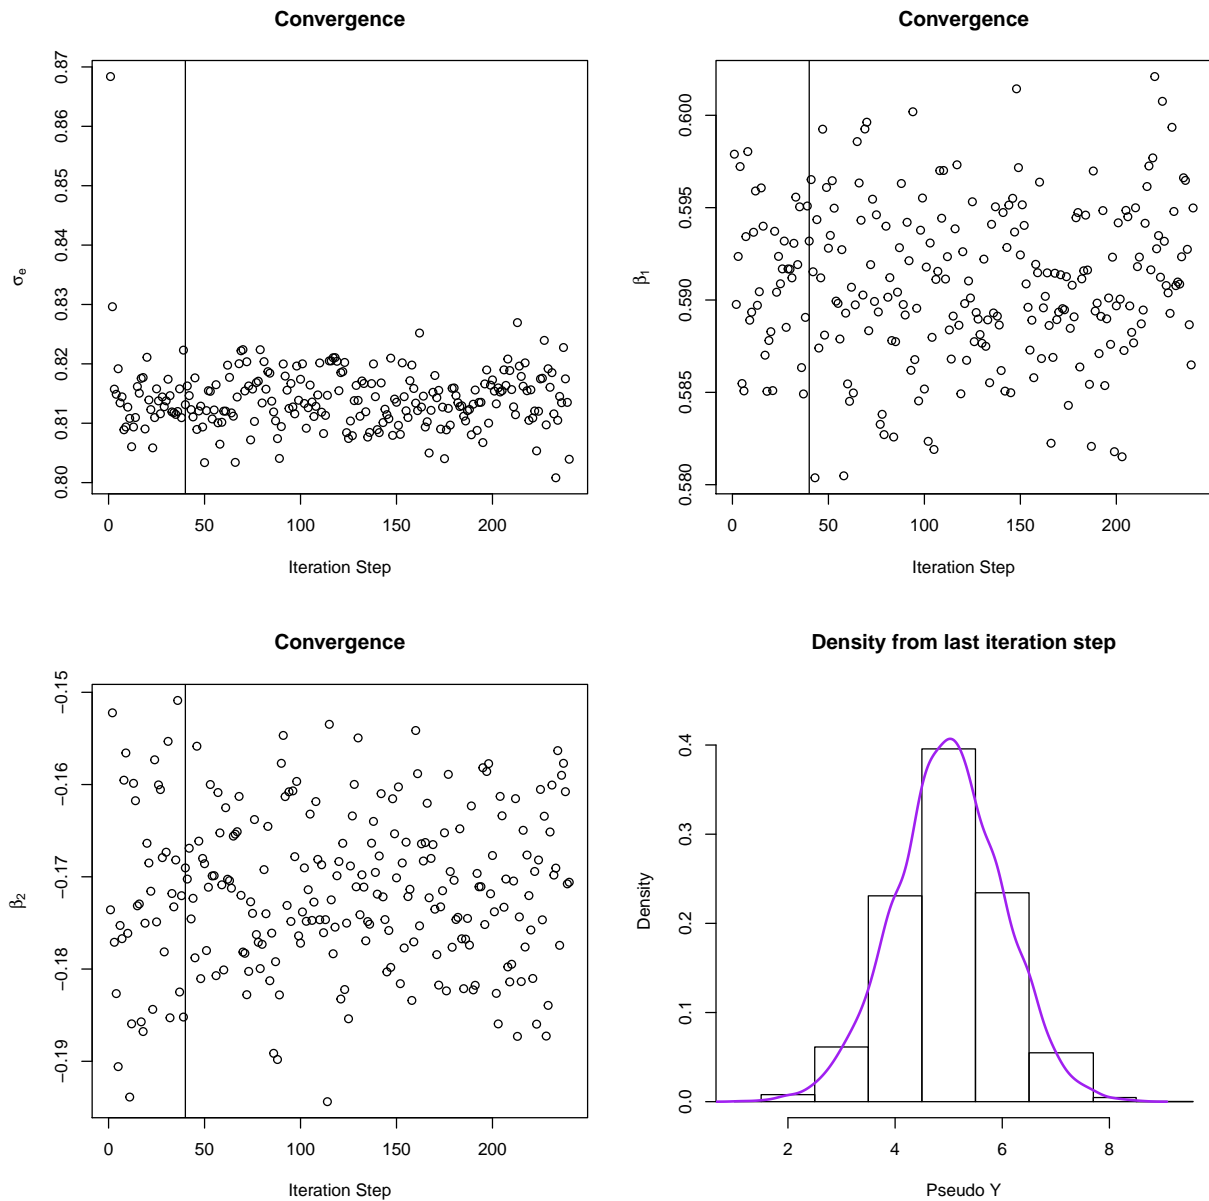 Convergence
0.80 0.81 0.82 0.83 0.84 0.85 0.86 0.87
σe
0 50 100 150 200
Iteration Step
Convergence
0.580 0.585 0.590 0.595 0.600
β1
0 50 100 150 200
Iteration Step
Convergence
−0.19 −0.18 −0.17 −0.16 −0.15
β2
0 50 100 150 200
Iteration Step
Density from last iteration step
0.0 0.1 0.2 0.3 0.4
Density
2 4 6 8
Pseudo Y